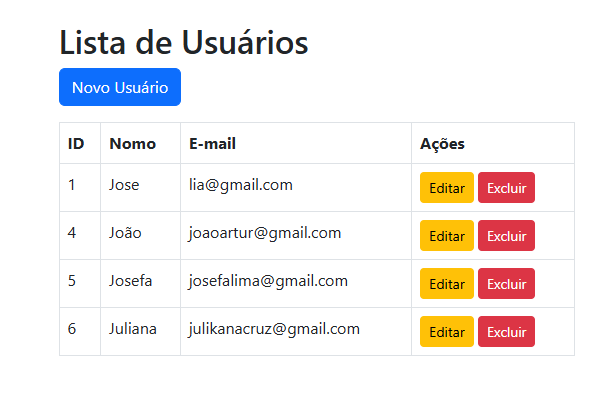 Lista de Usuários
Novo Usuário
ID Nomo E-mail Ações
1 Jose lia@gmail.com Editar Excluir
4 João joaoartur@gmail.com Editar Excluir
5 Josefa josefalima@gmail.com Editar Excluir
6 Juliana julikanacruz@gmail.com Editar Excluir